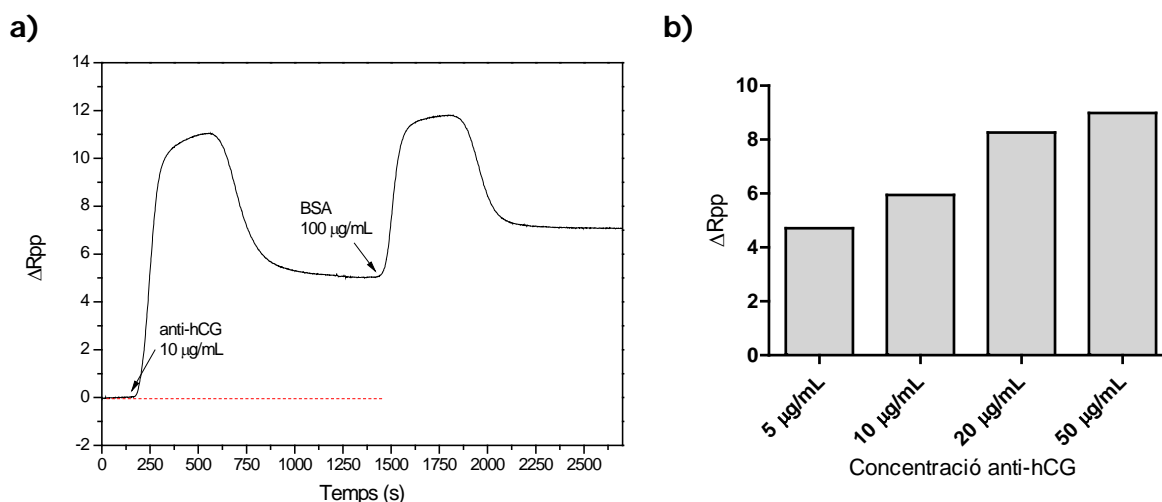 a)
14
12
10
8
6
4
2
0
-2
ΔRpp
BSA
100 µg/mL
anti-hCG
10 µg/mL
0 250 500 750 1000 1250 1500 1750 2000 2250 2500
Temps (s)
b)
10
8
6
4
2
0
ΔRpp
5 µg/mL
10 µg/mL
20 µg/mL
50 µg/mL
Concentració anti-hCG